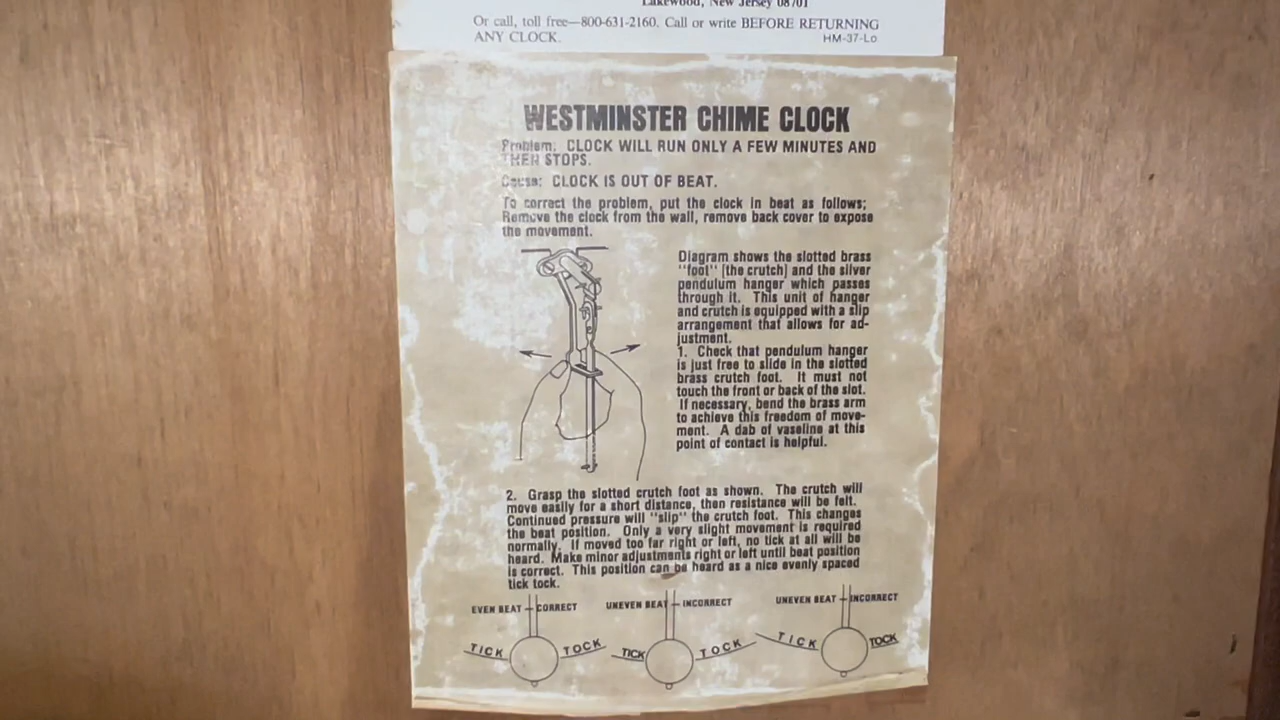 Lakewood, New Jersey 08701
Or call, toll free—800-631-2160. Call or write BEFORE RETURNING
ANY CLOCK.
HM-37-Lo
WESTMINSTER CHIME CLOCK
Problem: CLOCK WILL RUN ONLY A FEW MINUTES AND
THEN STOPS.
Cause: CLOCK IS OUT OF BEAT.
To correct the problem, put the clock in beat as follows;
Remove the clock from the wall, remove back cover to expose
the movement.
Diagram shows the slotted brass
"foot" [the crutch] and the silver
pendulum hanger which passes
through it. This unit of hanger
and crutch is equipped with a slip
arrangement that allows for ad-
justment.
1. Check that pendulum hanger
is just free to slide in the slotted
brass crutch foot. It must not
touch the front or back of the slot.
If necessary, bend the brass arm
to achieve this freedom of move-
ment. A dab of vaseline at this
point of contact is helpful.
2. Grasp the slotted crutch foot as shown. The crutch will
move easily for a short distance, then resistance will be felt.
Continued pressure will "slip" the crutch foot. This changes
the beat position. Only a very slight movement is required
normally. If moved too far right or left, no tick at all will be
heard. Make minor adjustments right or left until beat position
is correct. This position can be heard as a nice evenly spaced
tick tock.
EVEN BEAT — CORRECT
TICK TOCK
UNEVEN BEAT — INCORRECT
TICK TOCK
UNEVEN BEAT — INCORRECT
TICK TOCK